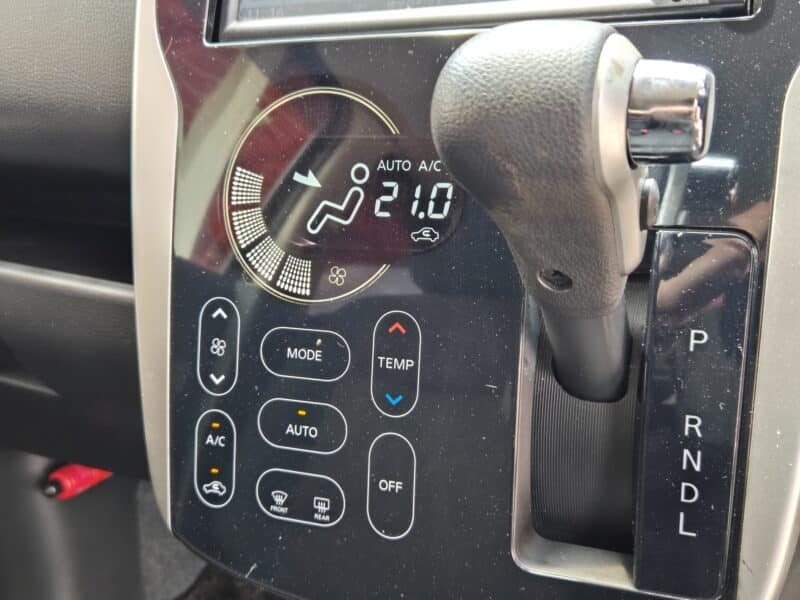 AUTO A/C
21.0
MODE
TEMP
A/C
AUTO
OFF
FRONT
REAR
P
R
N
D
L